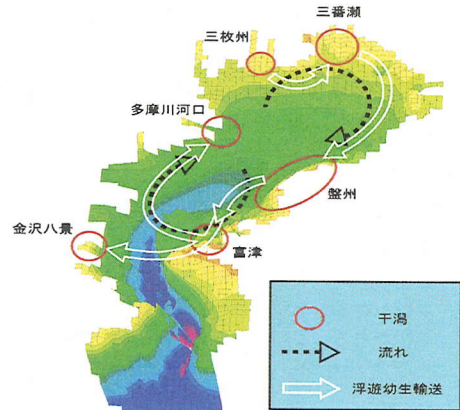 三番瀬
三枚州
多摩川河口
盤州
金沢八景
富津
干潟
流れ
浮遊幼生輸送